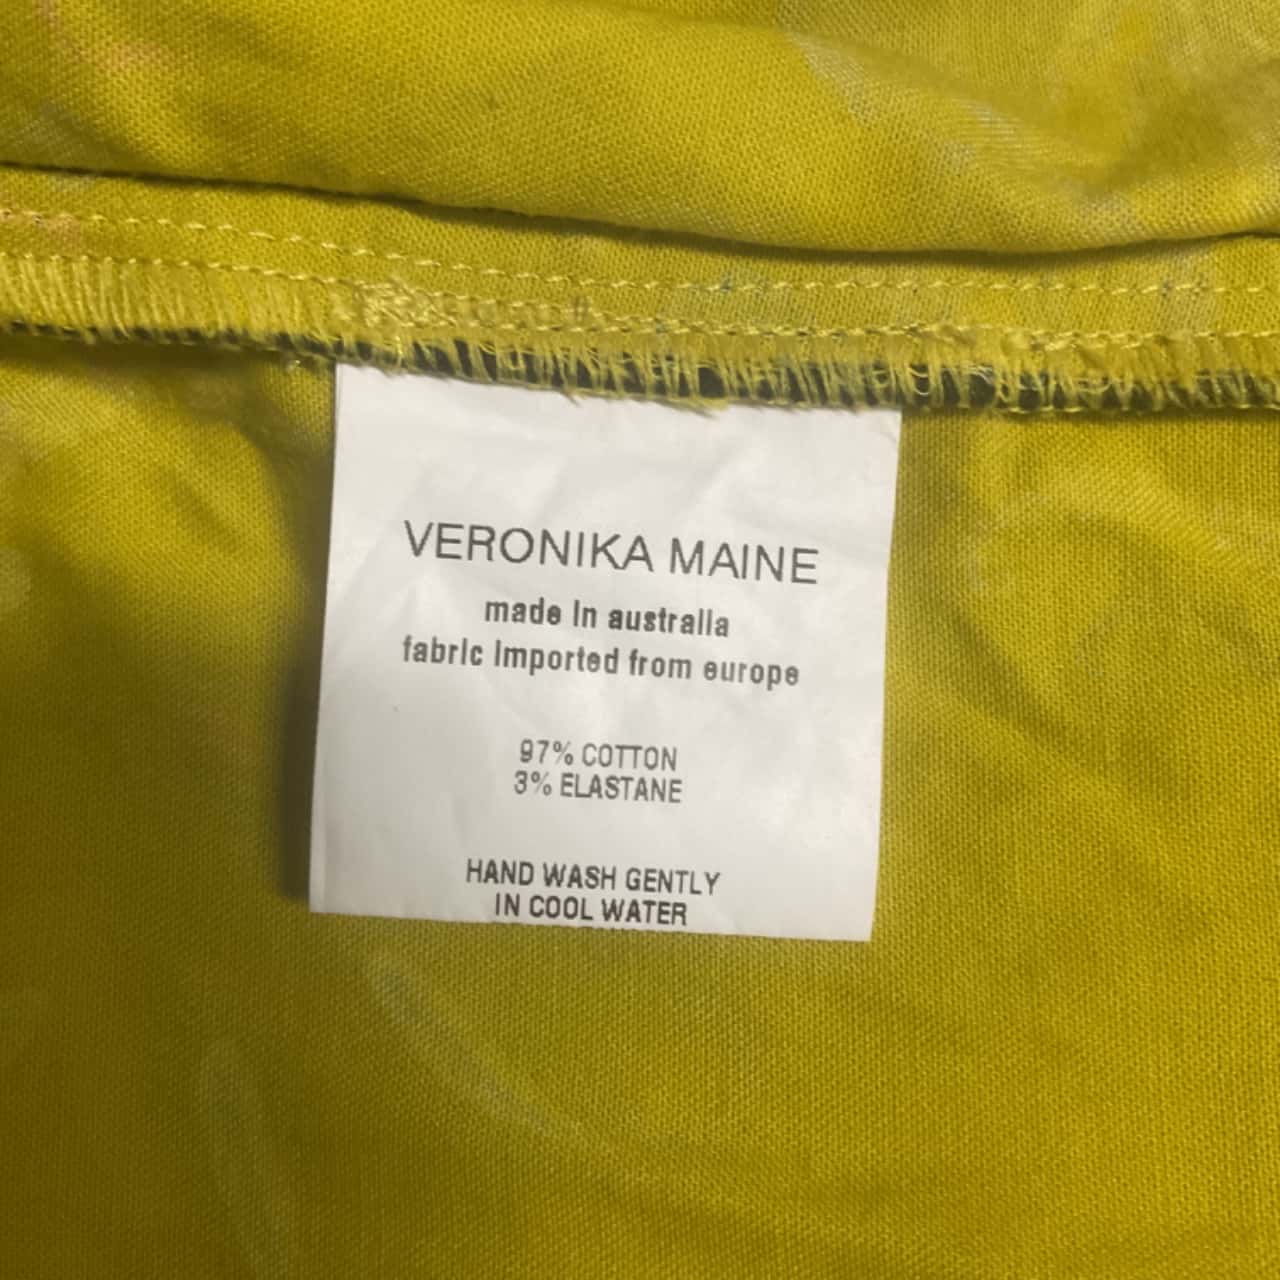 VERONIKA MAINE
made in australia
fabric imported from europe
97% COTTON
3% ELASTANE
HAND WASH GENTLY
IN COOL WATER